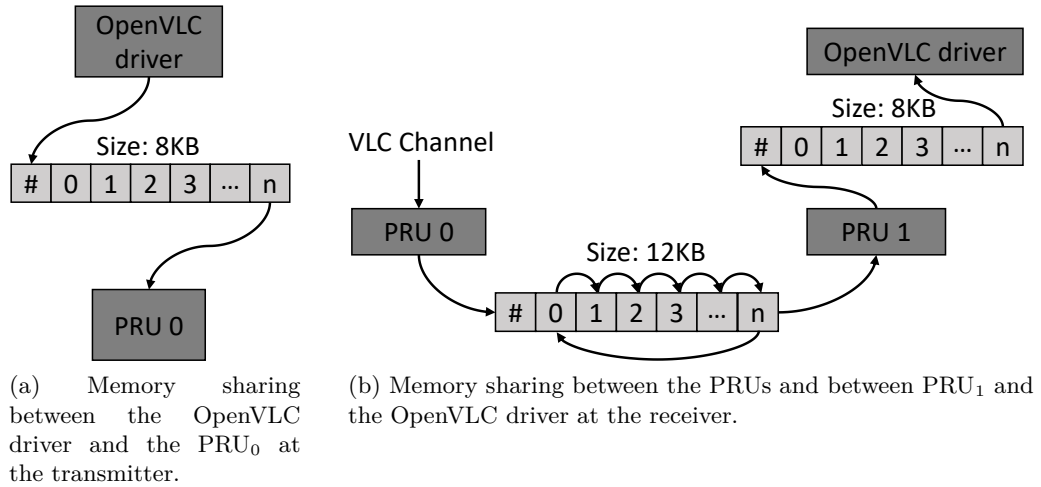 OpenVLC
driver
Size: 8KB
# 0 1 2 3 ... n
PRU 0
(a) Memory sharing
between the OpenVLC
driver and the PRU₀ at
the transmitter.
VLC Channel
PRU 0
Size: 12KB
# 0 1 2 3 ... n
PRU 1
OpenVLC driver
Size: 8KB
# 0 1 2 3 ... n
(b) Memory sharing between the PRUs and between PRU₁ and
the OpenVLC driver at the receiver.